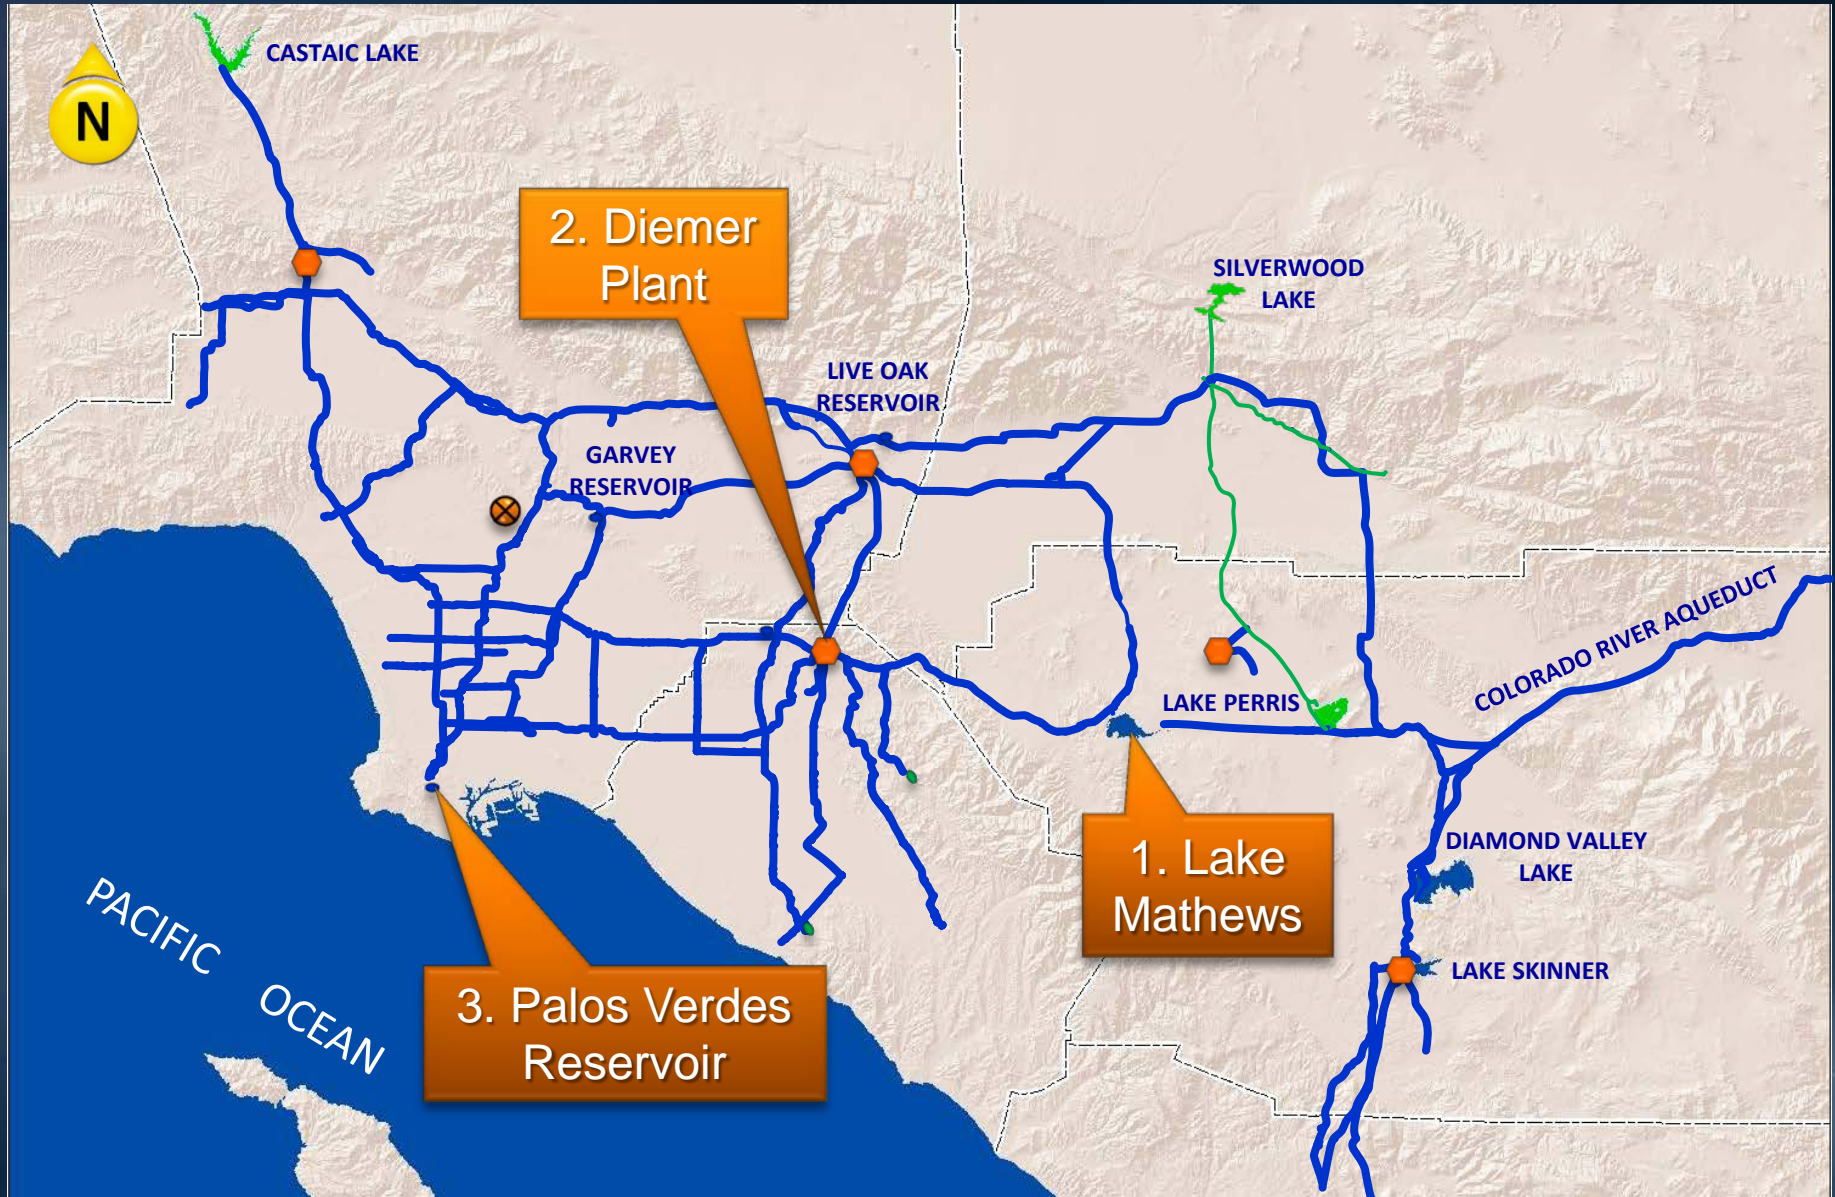 CASTAIC LAKE
N
2. Diemer
Plant
SILVERWOOD
LAKE
LIVE OAK
RESERVOIR
GARVEY
RESERVOIR
COLORADO RIVER AQUEDUCT
LAKE PERRIS
1. Lake
Mathews
DIAMOND VALLEY
LAKE
LAKE SKINNER
PACIFIC
OCEAN
3. Palos Verdes
Reservoir